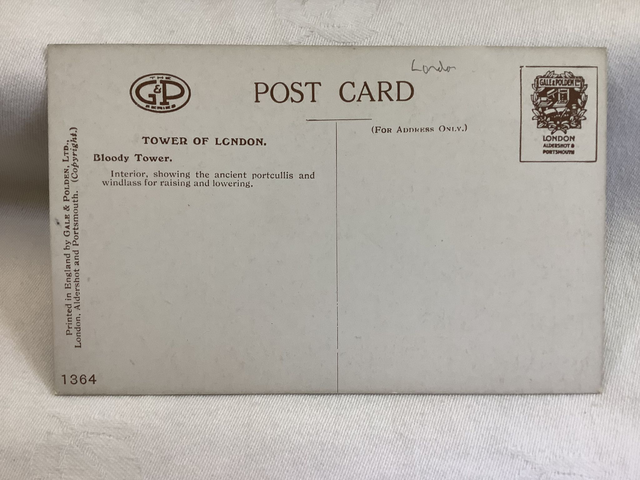 London
THE
G&P
SERIES
POST CARD
GALE & POLDEN LTD
LONDON
ALDERSHOT &
PORTSMOUTH
(FOR ADDRESS ONLY.)
TOWER OF LONDON.
Bloody Tower.
Interior, showing the ancient portcullis and
windlass for raising and lowering.
Printed in England by GALE & POLDEN, LTD.,
London, Aldershot and Portsmouth. (Copyright.)
1364